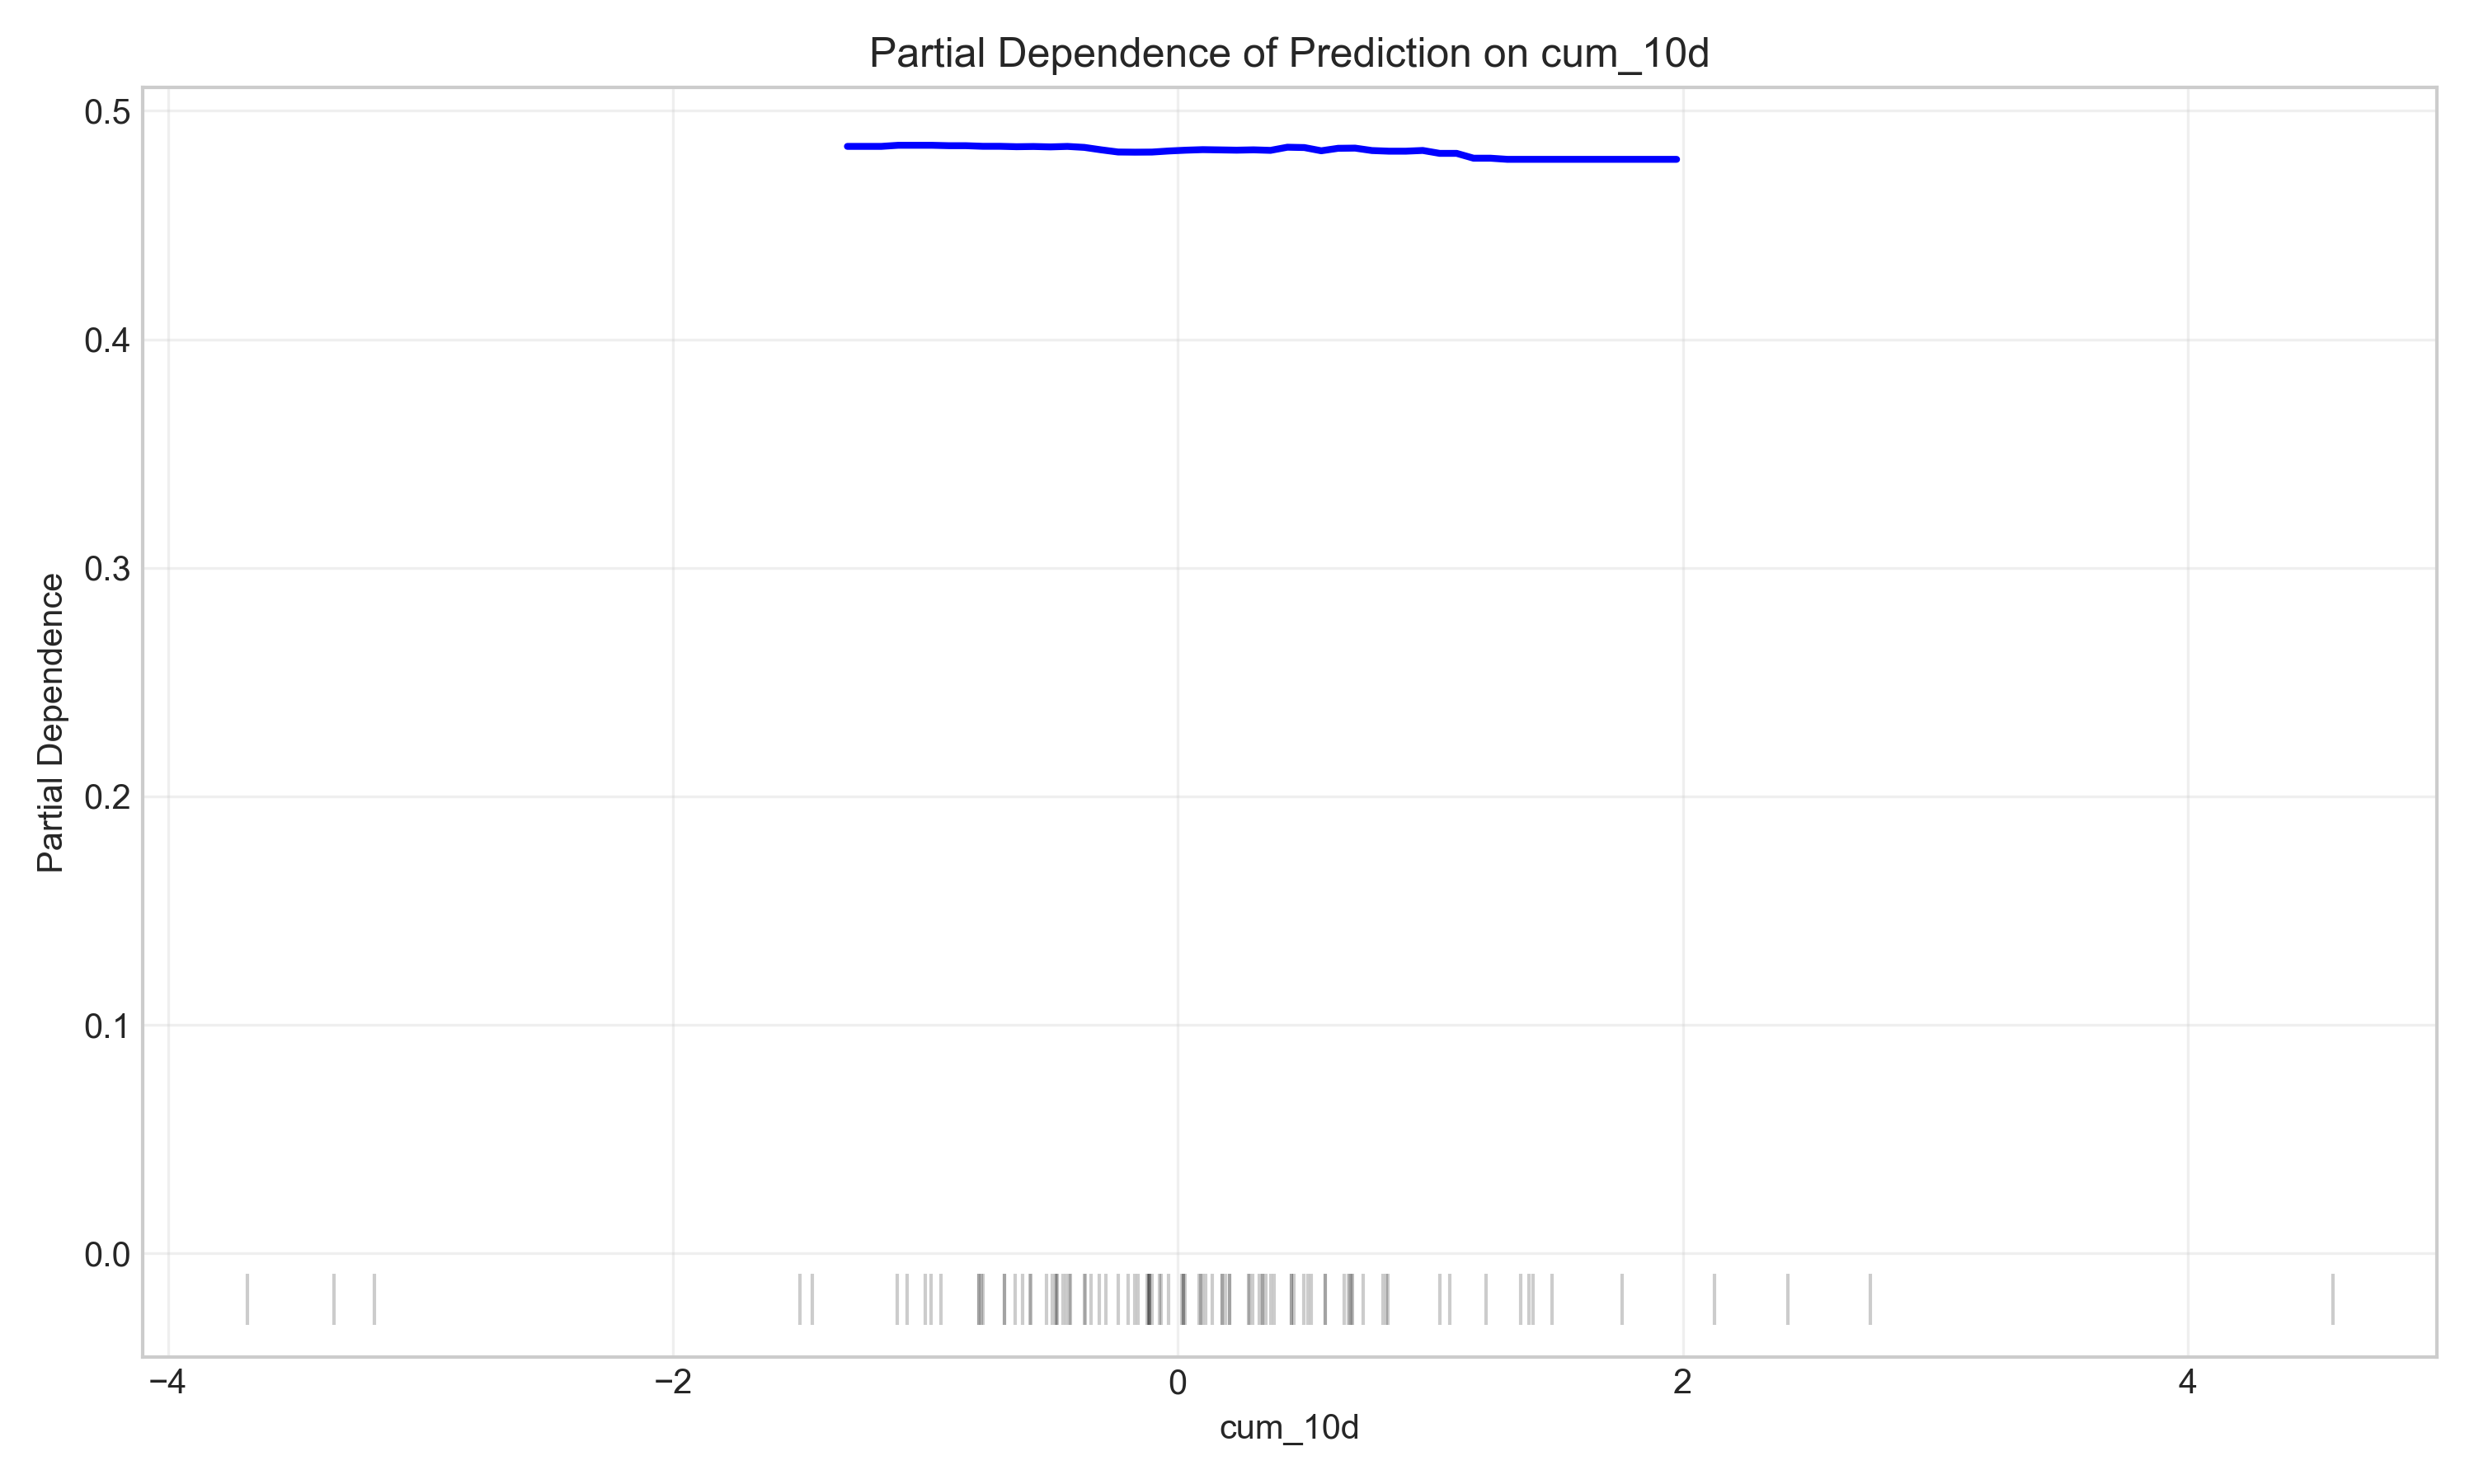 Partial Dependence of Prediction on cum_10d
0.5
0.4
0.3
0.2
0.1
0.0
Partial Dependence
−4 −2 0 2 4
cum_10d